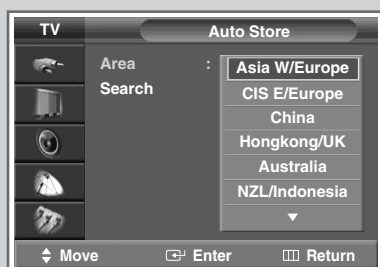 TV Auto Store
Area : Asia W/Europe
Search CIS E/Europe
China
Hongkong/UK
Australia
NZL/Indonesia
Move Enter Return